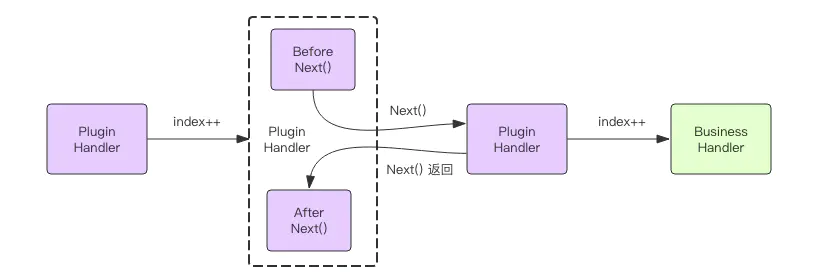 Plugin
Handler
index++
Before
Next()
Plugin
Handler
After
Next()
Next()
Next() 返回
Plugin
Handler
index++
Business
Handler